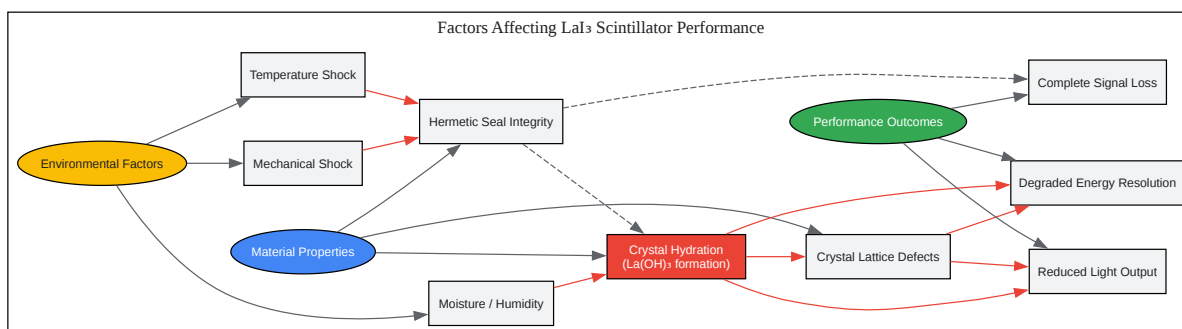 Factors Affecting LaI₃ Scintillator Performance
Temperature Shock
Complete Signal Loss
Hermetic Seal Integrity
Performance Outcomes
Environmental Factors
Mechanical Shock
Degraded Energy Resolution
Material Properties
Crystal Hydration
(La(OH)₃ formation)
Crystal Lattice Defects
Reduced Light Output
Moisture / Humidity